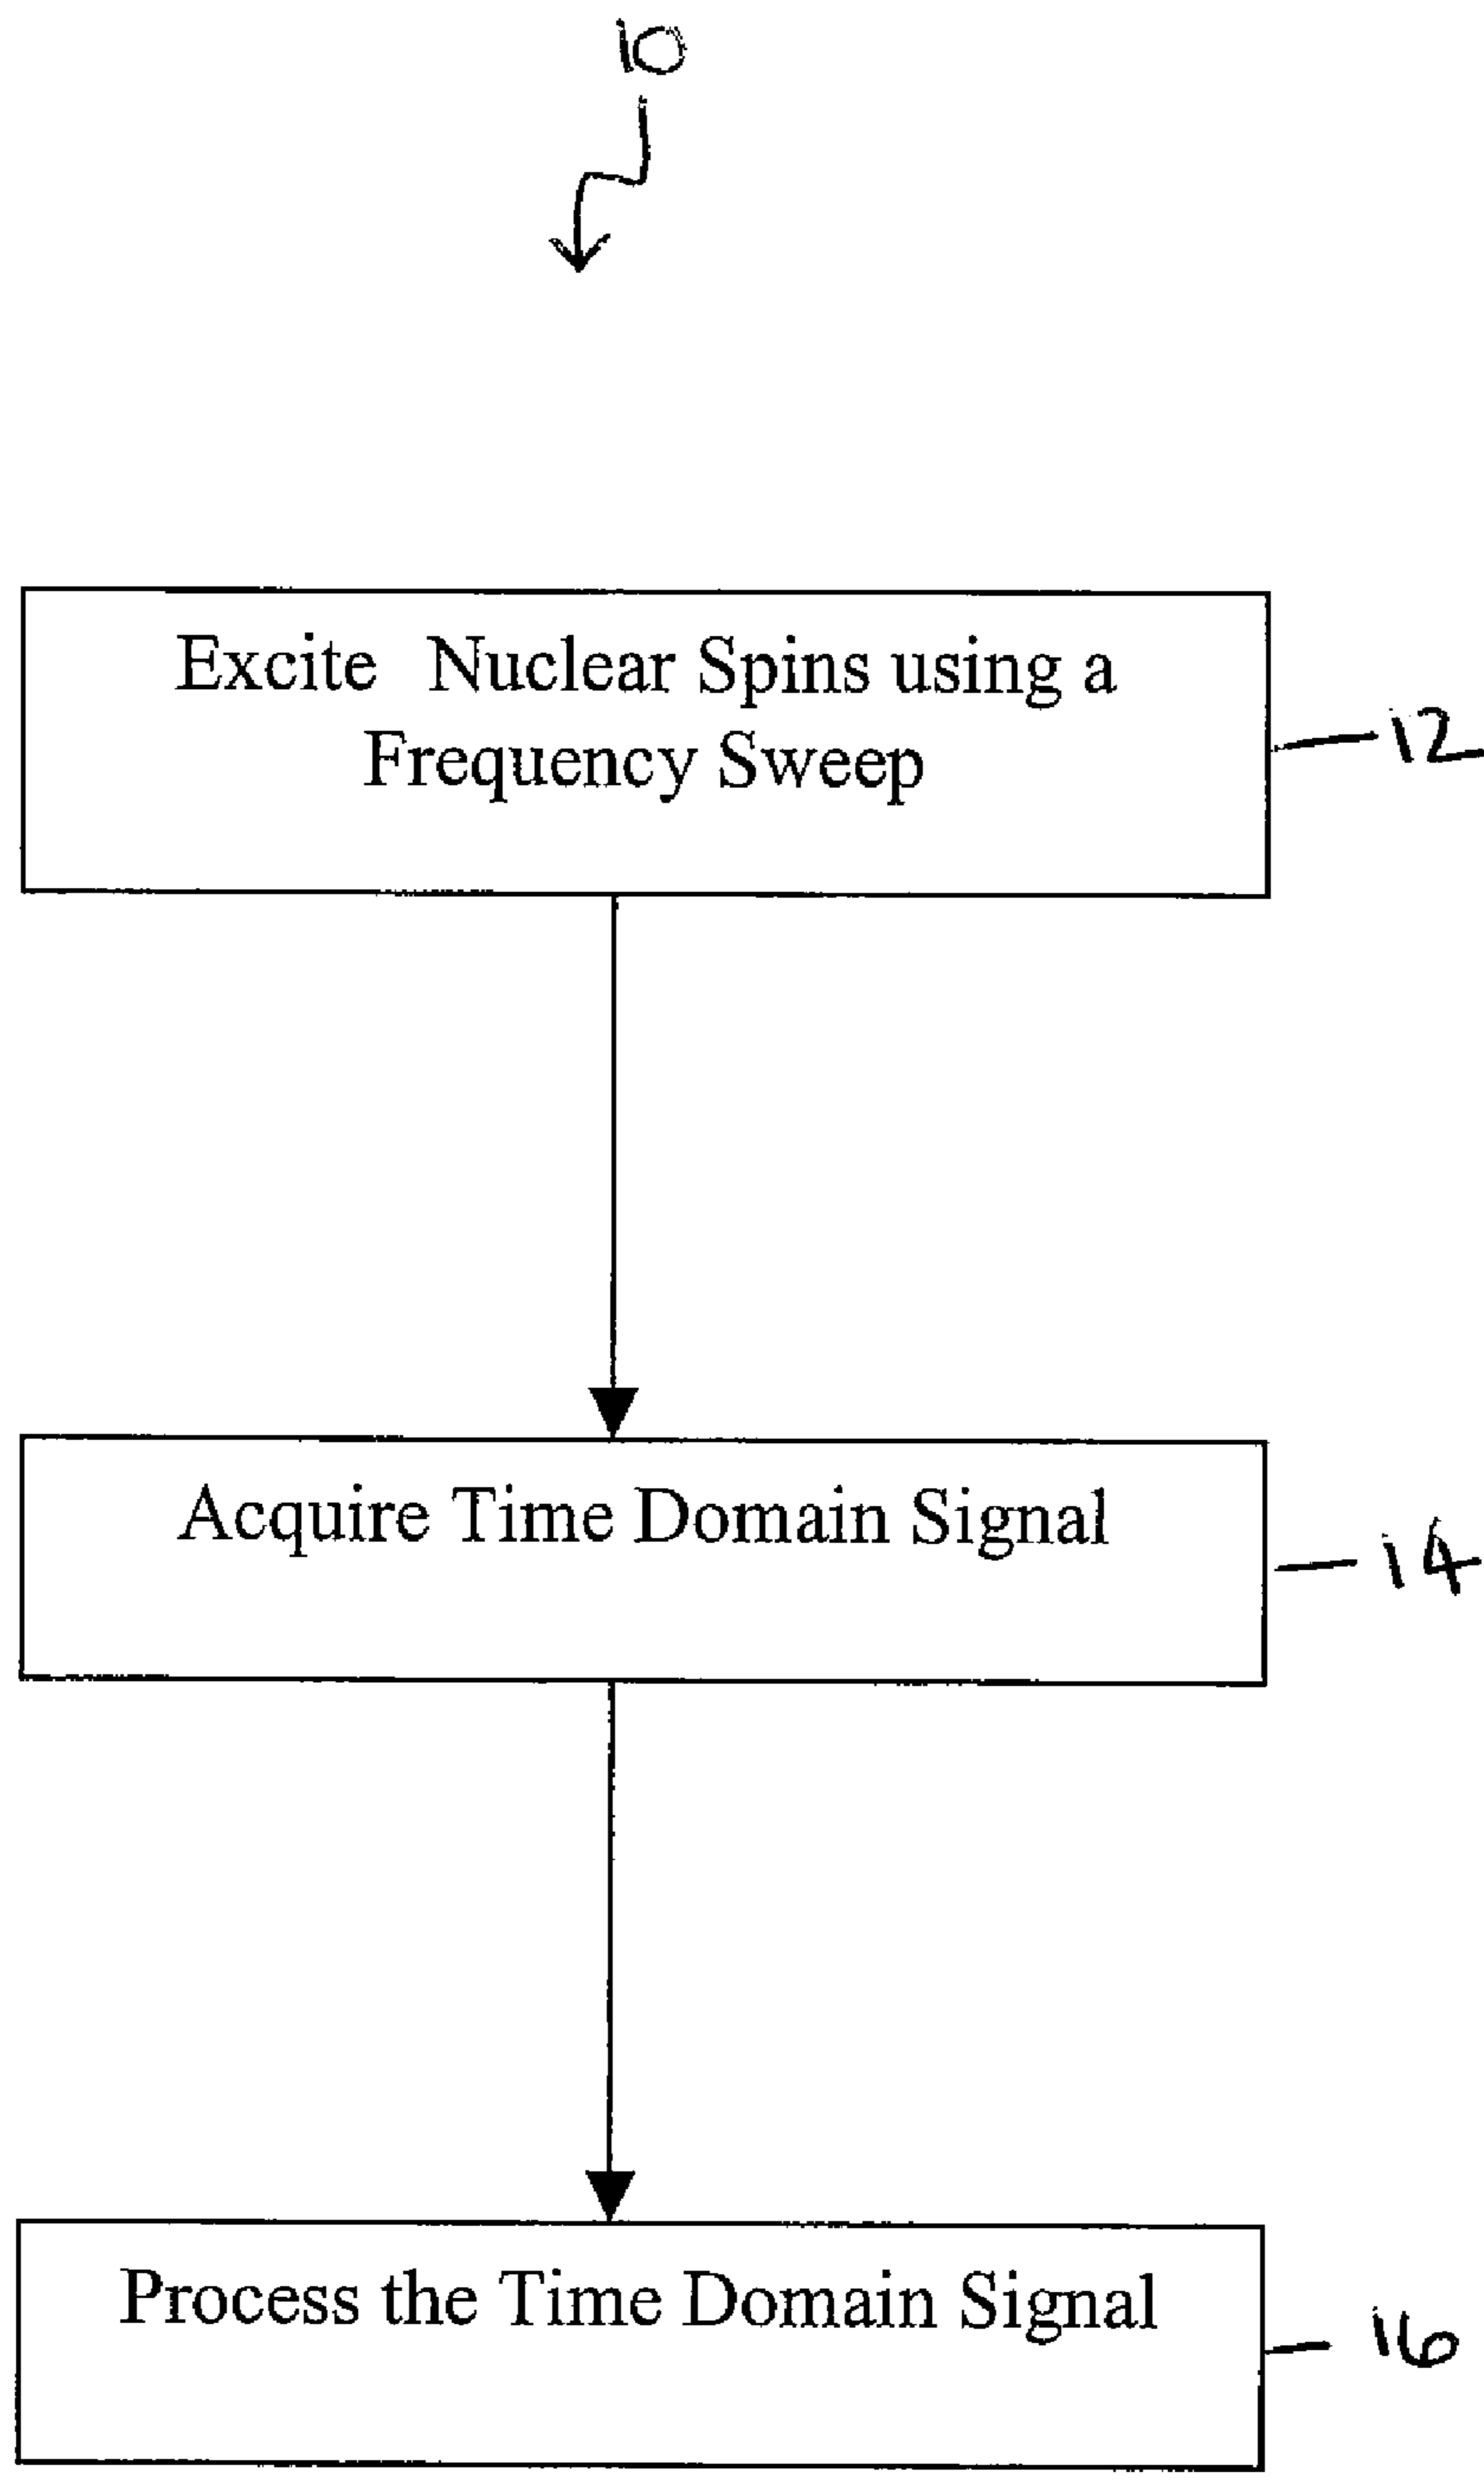 10
Excite Nuclear Spins using a
Frequency Sweep
12
Acquire Time Domain Signal
14
Process the Time Domain Signal
16